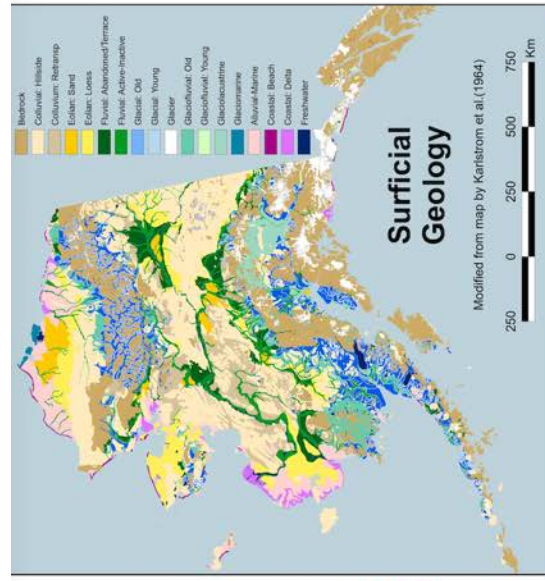 Bedrock
Colluvial: Hillside
Colluvium: Retransp
Eolian: Sand
Eolian: Loess
Fluvial: Abandoned/Terrace
Fluvial: Active-Inactive
Glacial: Old
Glacial: Young
Glacier
Glaciofluvial: Old
Glaciofluvial: Young
Glaciolacustrine
Glaciomarine
Alluvial-Marine
Coastal: Beach
Coastal: Delta
Freshwater
Surficial
Geology
Modified from map by Karlstrom et al.(1964)
250 0 250 500 750
Km